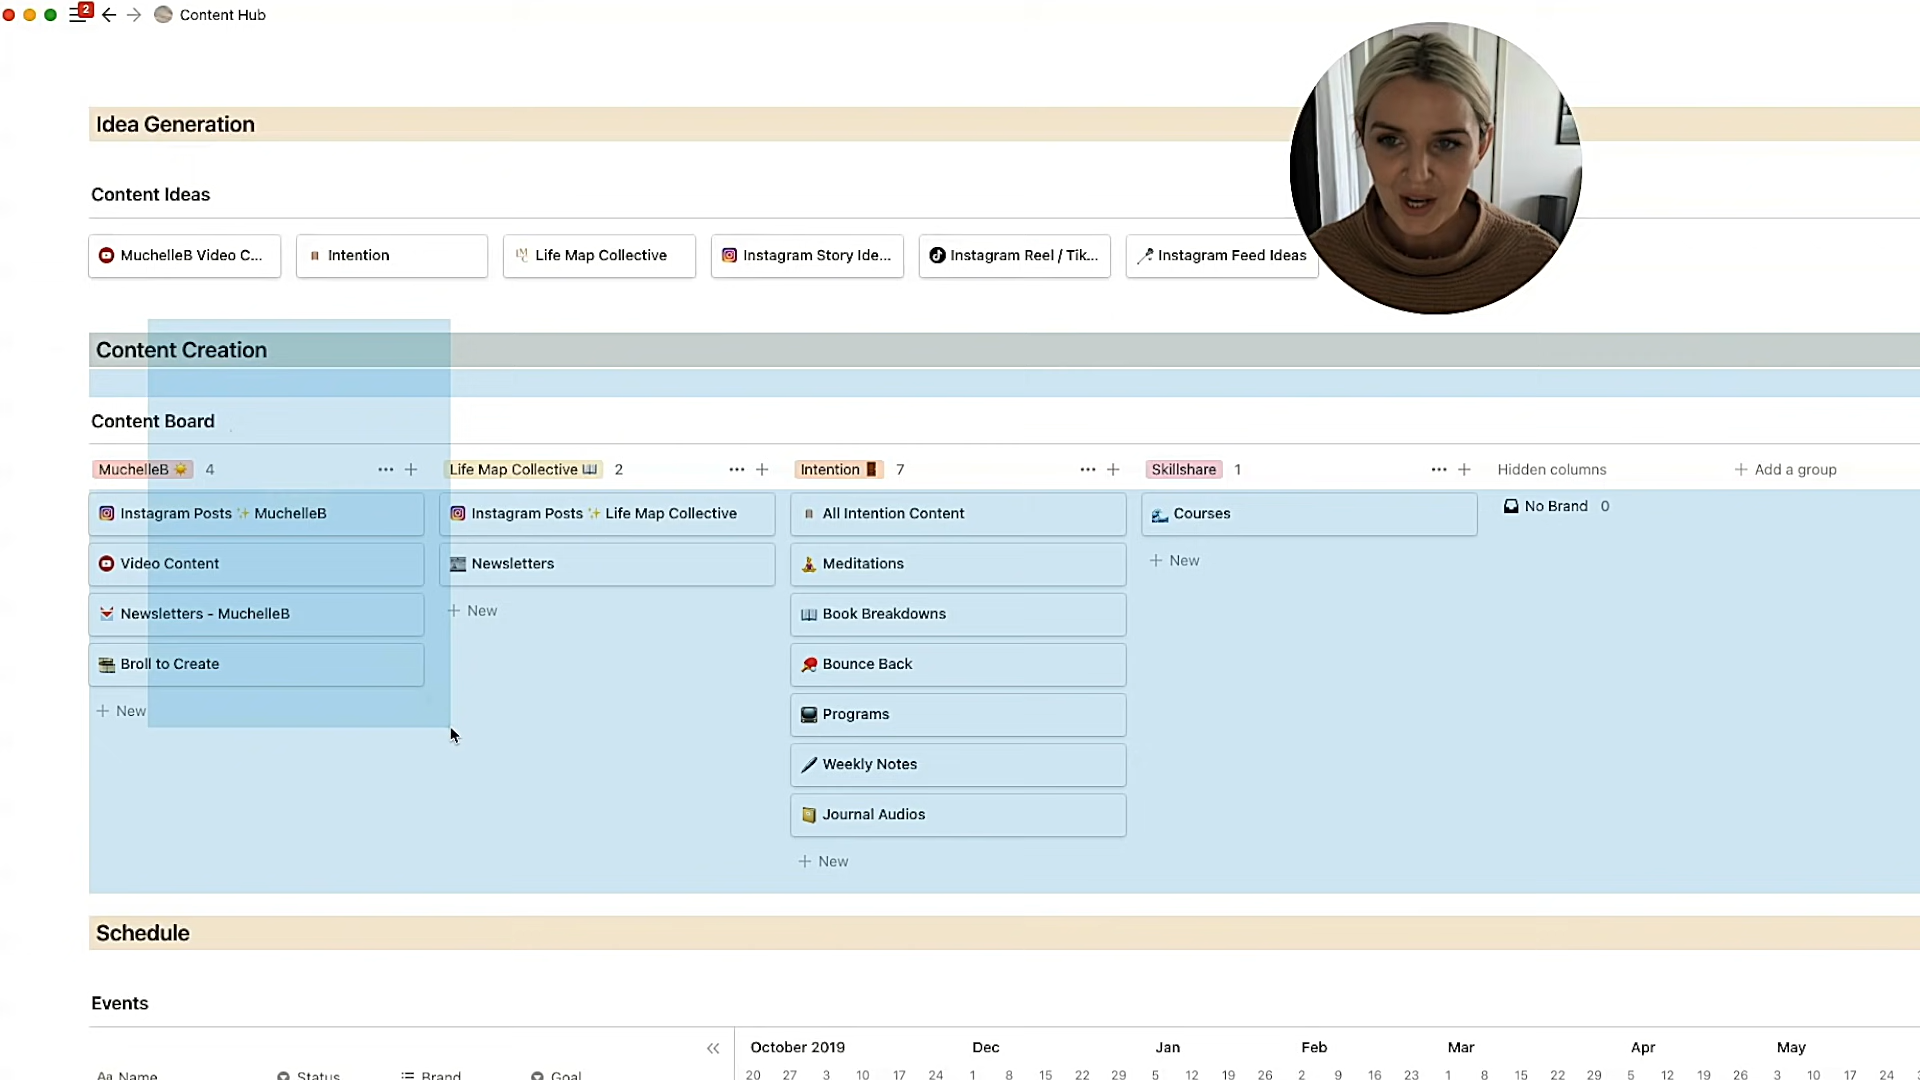 2
Content Hub
Idea Generation
Content Ideas
MuchelleB Video C...
Intention
Life Map Collective
Instagram Story Ide...
Instagram Reel / Tik...
Instagram Feed Ideas
Content Creation
Content Board
MuchelleB 4
Life Map Collective 2
Intention 7
Skillshare 1
Hidden columns
Add a group
Instagram Posts ✨ MuchelleB
Video Content
Newsletters - MuchelleB
Broll to Create
New
Instagram Posts ✨ Life Map Collective
Newsletters
New
All Intention Content
Meditations
Book Breakdowns
Bounce Back
Programs
Weekly Notes
Journal Audios
New
Courses
New
No Brand 0
Schedule
Events
October 2019 Dec Jan Feb Mar Apr May
Aa Name Status Brand Goal
20 27 3 10 17 24 1 8 15 22 29 5 12 19 26 2 9 16 23 1 8 15 22 29 5 12 19 26 3 10 17 24